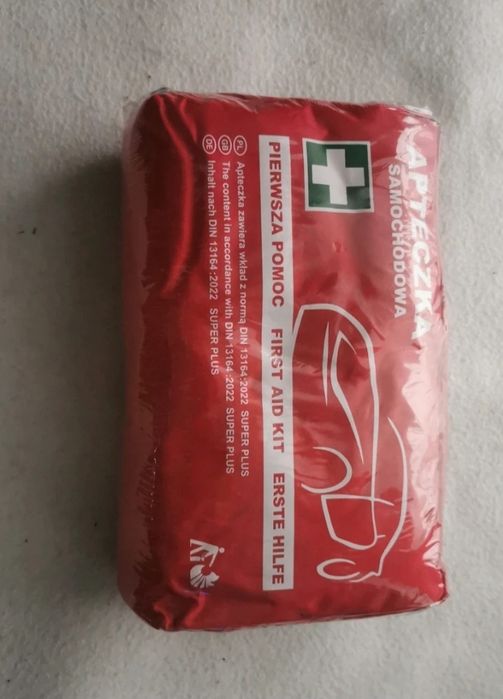 APTECZKA
SAMOCHODOWA
PIERWSZA POMOC FIRST AID KIT ERSTE HILFE
PL Apteczka zawiera wkład z normą DIN 13164:2022 SUPER PLUS
GB The content in accordance with DIN 13164:2022 SUPER PLUS
DE Inhalt nach DIN 13164:2022 SUPER PLUS